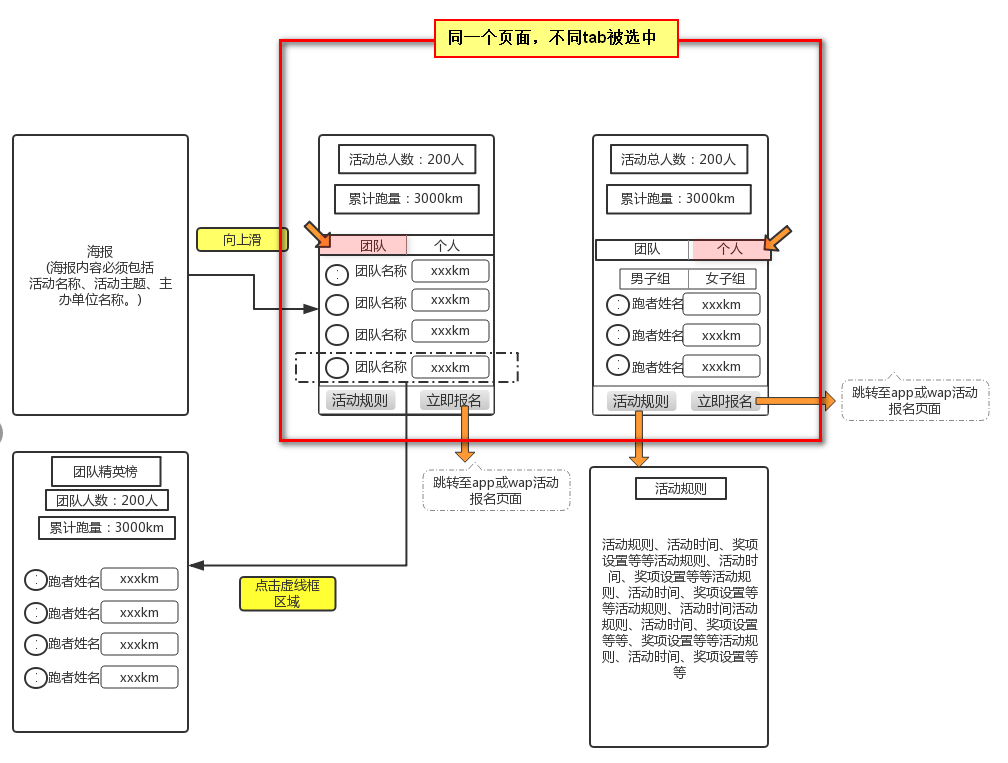 同一个页面，不同tab被选中
海报
(海报内容必须包括
活动名称、活动主题、主
办单位名称。)
向上滑
活动总人数：200人
累计跑量：3000km
团队
个人
团队名称
xxxkm
团队名称
xxxkm
团队名称
xxxkm
团队名称
xxxkm
活动规则
立即报名
活动总人数：200人
累计跑量：3000km
团队
个人
男子组
女子组
跑者姓名
xxxkm
跑者姓名
xxxkm
跑者姓名
xxxkm
活动规则
立即报名
跳转至app或wap活动
报名页面
跳转至app或wap活动
报名页面
团队精英榜
团队人数：200人
累计跑量：3000km
跑者姓名
xxxkm
跑者姓名
xxxkm
跑者姓名
xxxkm
跑者姓名
xxxkm
点击虚线框
区域
活动规则
活动规则、活动时间、奖项
设置等等活动规则、活动时
间、奖项设置等等活动规
则、活动时间、奖项设置等
等活动规则、活动时间活动
规则、活动时间、奖项设置
等等、奖项设置等等活动规
则、活动时间、奖项设置等
等